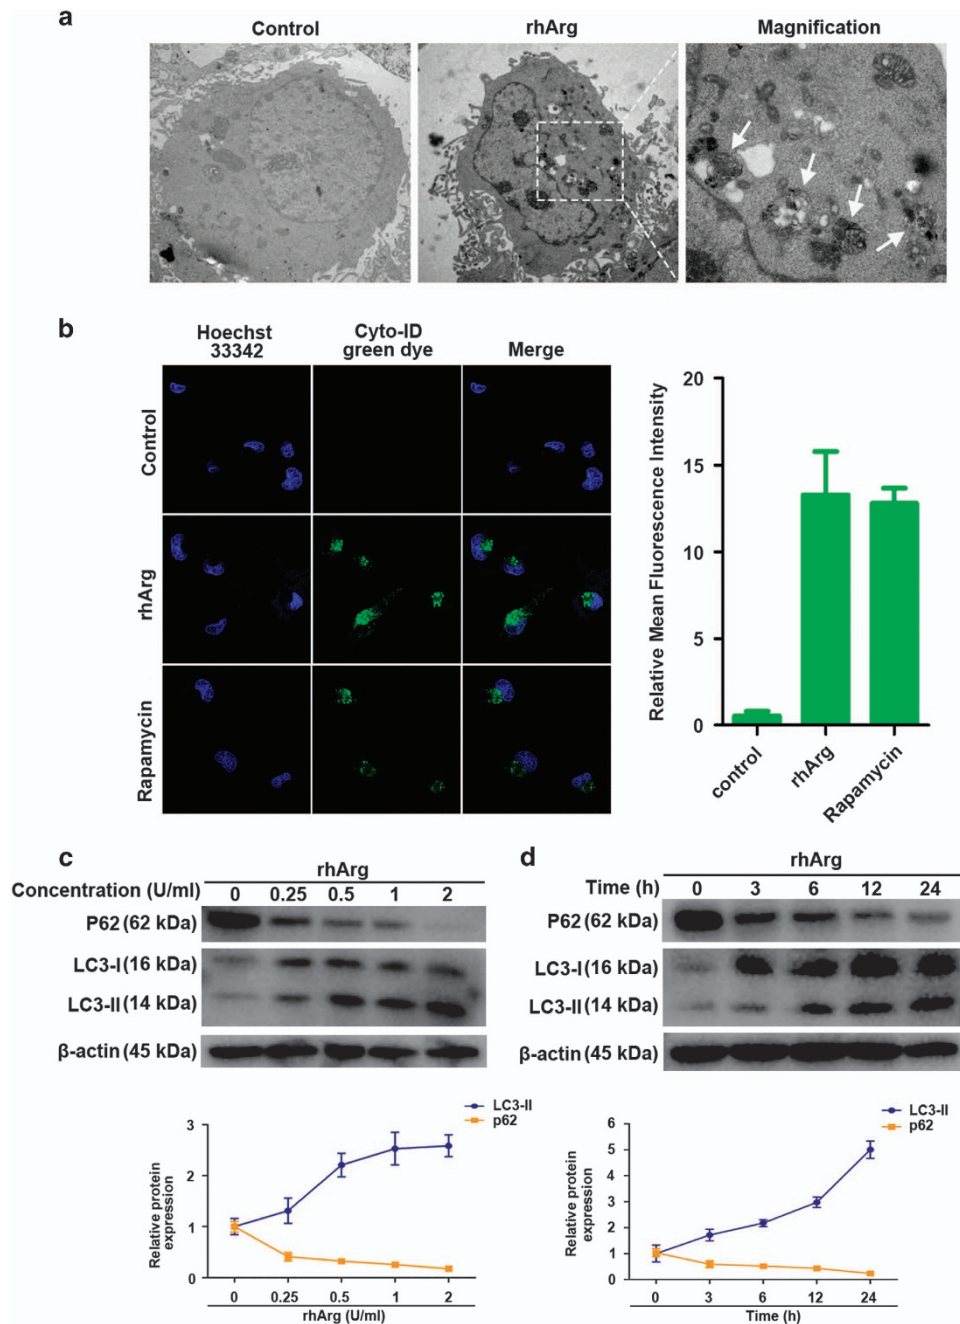 a
Control
rhArg
Magnification
b
Hoechst
33342
Cyto-ID
green dye
Merge
Control
rhArg
Rapamycin
Relative Mean Fluorescence Intensity
20
15
10
5
0
control
rhArg
Rapamycin
c
rhArg
Concentration (U/ml)
0 0.25 0.5 1 2
P62 (62 kDa)
LC3-I (16 kDa)
LC3-II (14 kDa)
β-actin (45 kDa)
LC3-II
p62
Relative protein
expression
3
2
1
0
0 0.25 0.5 1 2
rhArg (U/ml)
d
rhArg
Time (h)
0 3 6 12 24
P62 (62 kDa)
LC3-I (16 kDa)
LC3-II (14 kDa)
β-actin (45 kDa)
LC3-II
p62
Relative protein
expression
6
5
4
3
2
1
0
0 3 6 12 24
Time (h)